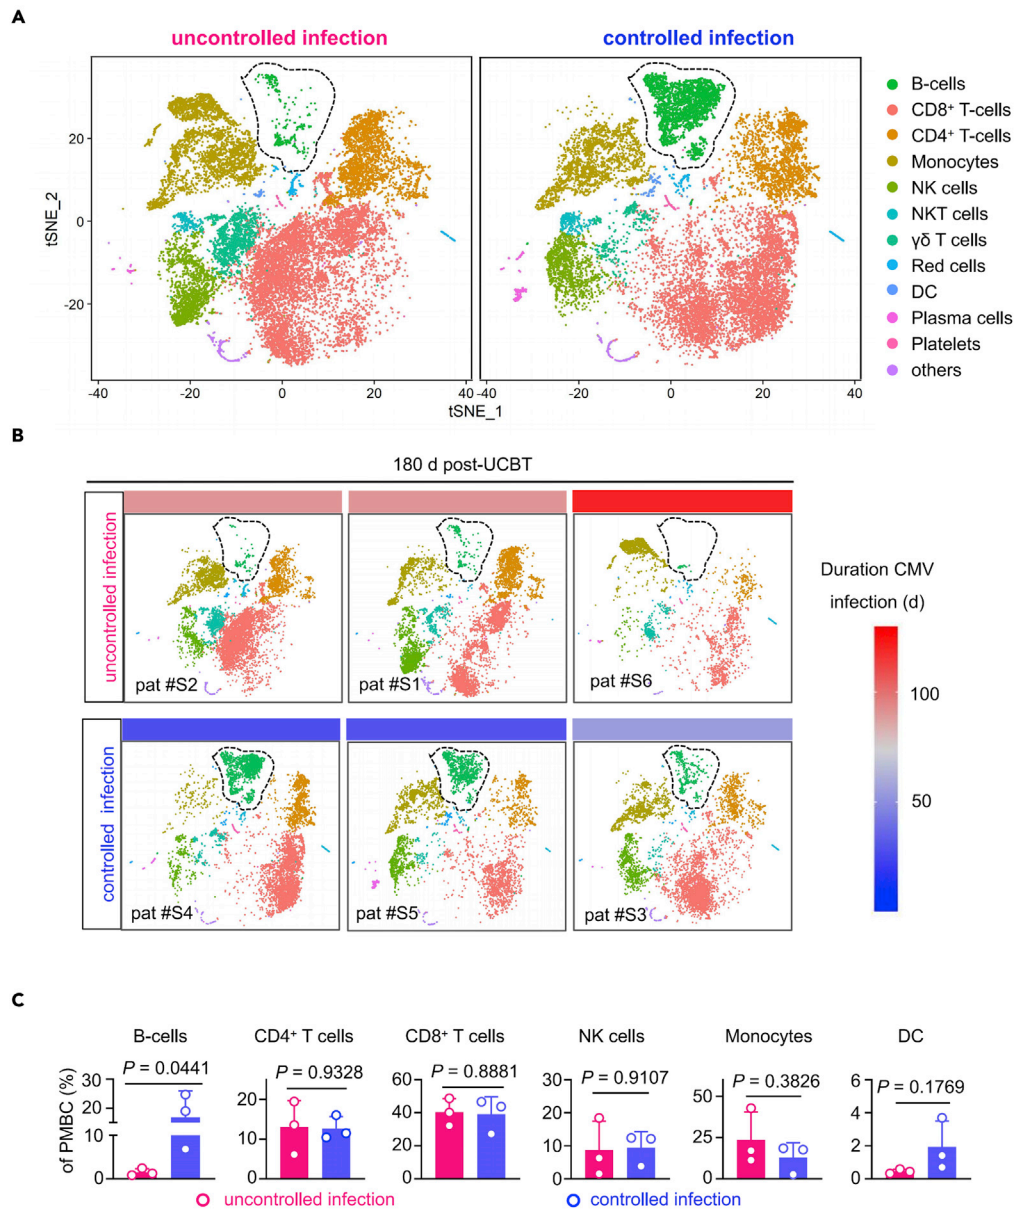 A
uncontrolled infection
controlled infection
tSNE_2
20
0
-20
-40
-20
0
20
40
-40
-20
0
20
40
tSNE_1
B-cells
CD8⁺ T-cells
CD4⁺ T-cells
Monocytes
NK cells
NKT cells
γδ T cells
Red cells
DC
Plasma cells
Platelets
others
B
180 d post-UCBT
uncontrolled infection
pat #S2
pat #S1
pat #S6
controlled infection
pat #S4
pat #S5
pat #S3
Duration CMV
infection (d)
100
50
C
of PMBC (%)
B-cells
P = 0.0441
30
20
10
0
CD4⁺ T cells
P = 0.9328
20
10
0
CD8⁺ T cells
P = 0.8881
60
40
20
0
NK cells
P = 0.9107
30
20
10
0
Monocytes
P = 0.3826
50
25
0
DC
P = 0.1769
6
4
2
0
uncontrolled infection
controlled infection